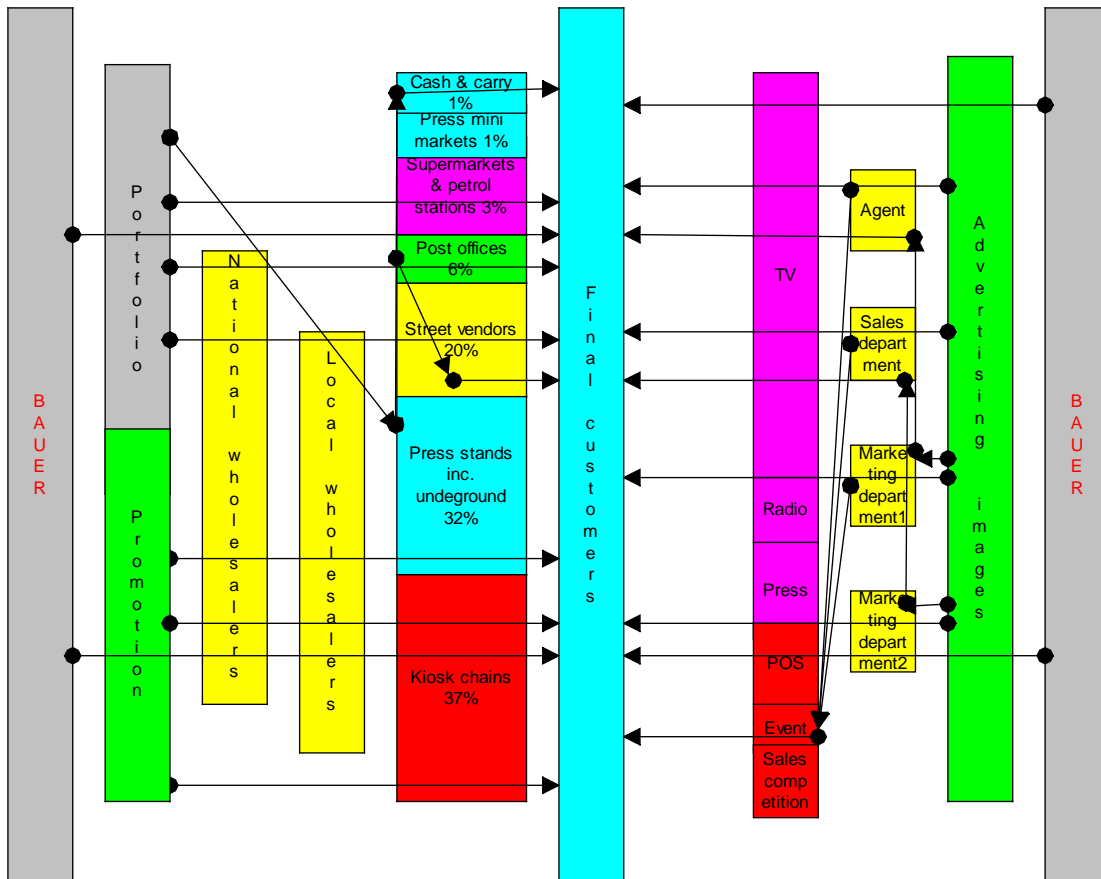 BAUER
Portfolio
Promotion
National wholesalers
Local wholesalers
Cash & carry
1%
Press mini
markets 1%
Supermarkets
& petrol
stations 3%
Post offices
6%
Street vendors
20%
Press stands
inc.
undeground
32%
Kiosk chains
37%
Final customers
TV
Radio
Press
POS
Event
Sales
comp
etition
Agent
Sales
depart
ment
Marke
ting
depart
ment1
Marke
ting
depart
ment2
Advertising images
BAUER